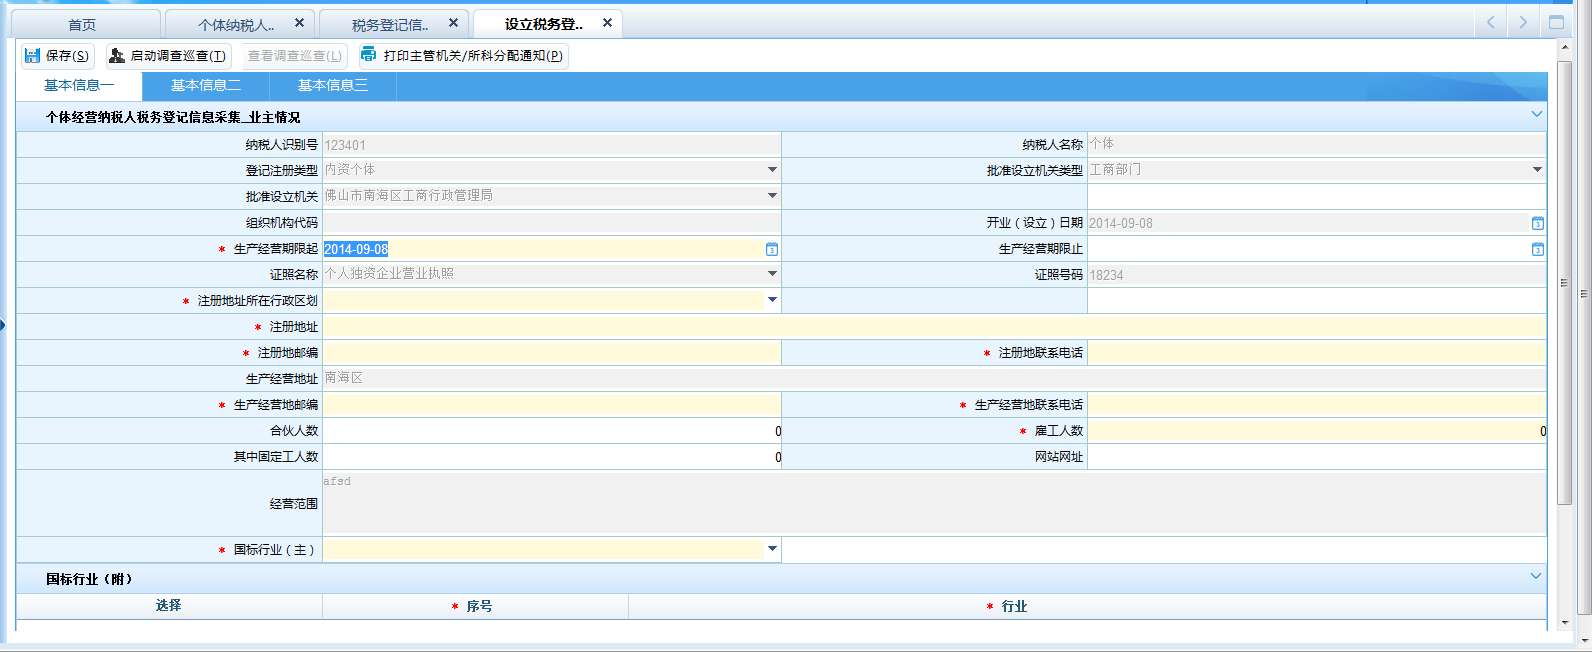 首页 个体纳税人.. 税务登记信.. 设立税务登..
保存(S) 启动调查巡查(T) 查看调查巡查(L) 打印主管机关/所科分配通知(P)
基本信息一 基本信息二 基本信息三
个体经营纳税人税务登记信息采集_业主情况
纳税人识别号 123401 纳税人名称 个体
登记注册类型 内资个体 批准设立机关类型 工商部门
批准设立机关 佛山市南海区工商行政管理局
组织机构代码 开业（设立）日期 2014-09-08
* 生产经营期限起 2014-09-08 生产经营期限止
证照名称 个人独资企业营业执照 证照号码 18234
* 注册地址所在行政区划
* 注册地址
* 注册地邮编 * 注册地联系电话
生产经营地址 南海区
* 生产经营地邮编 * 生产经营地联系电话
合伙人数 0 * 雇工人数 0
其中固定工人数 0 网站网址
经营范围 afsd
* 国标行业（主）
国标行业（附）
选择 * 序号 * 行业